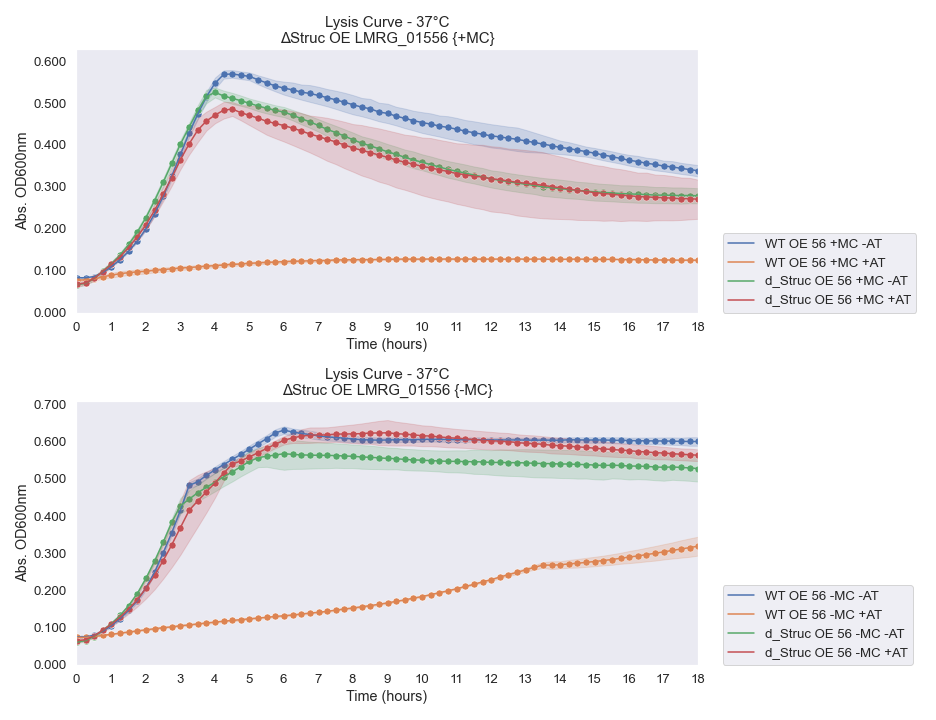 Lysis Curve - 37°C
ΔStruc OE LMRG_01556 {+MC}
0.600
0.500
0.400
0.300
0.200
0.100
0.000
Abs. OD600nm
0 1 2 3 4 5 6 7 8 9 10 11 12 13 14 15 16 17 18
Time (hours)
WT OE 56 +MC -AT
WT OE 56 +MC +AT
d_Struc OE 56 +MC -AT
d_Struc OE 56 +MC +AT
Lysis Curve - 37°C
ΔStruc OE LMRG_01556 {-MC}
0.700
0.600
0.500
0.400
0.300
0.200
0.100
0.000
Abs. OD600nm
0 1 2 3 4 5 6 7 8 9 10 11 12 13 14 15 16 17 18
Time (hours)
WT OE 56 -MC -AT
WT OE 56 -MC +AT
d_Struc OE 56 -MC -AT
d_Struc OE 56 -MC +AT